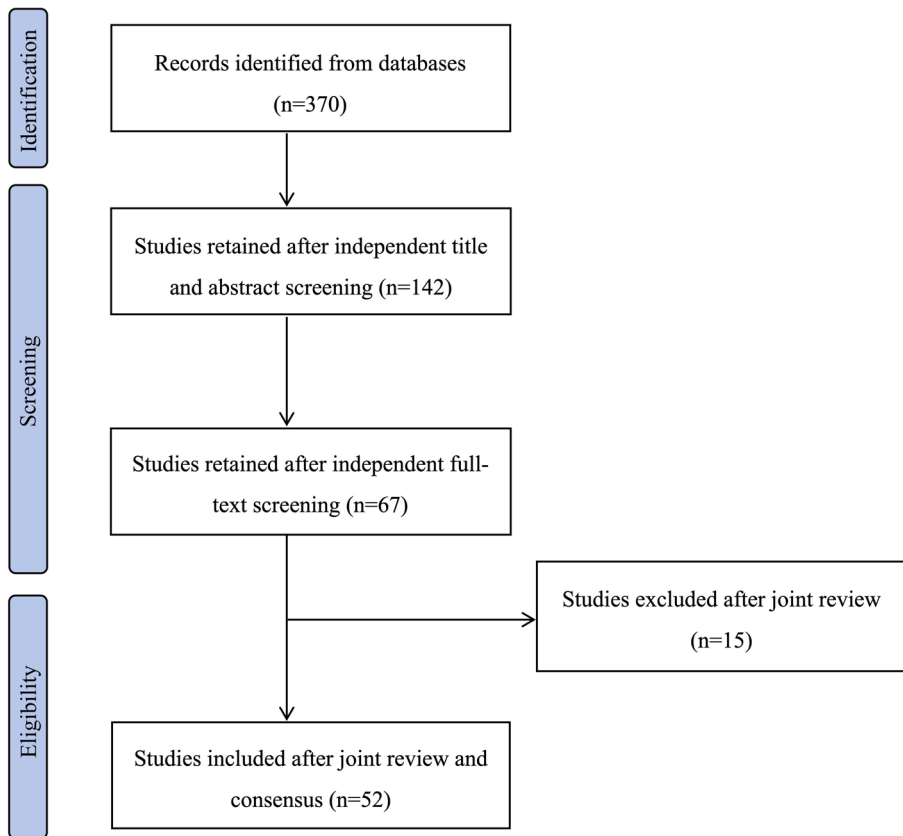 Identification
Records identified from databases
(n=370)
Screening
Studies retained after independent title
and abstract screening (n=142)
Studies retained after independent full-
text screening (n=67)
Studies excluded after joint review
(n=15)
Eligibility
Studies included after joint review and
consensus (n=52)